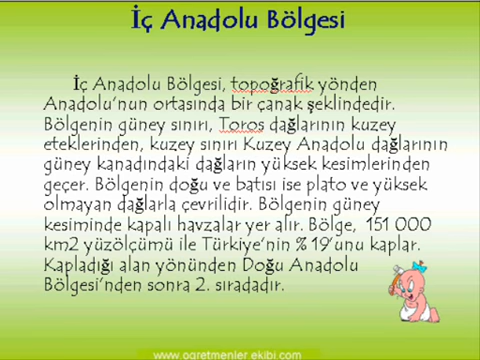 İç Anadolu Bölgesi
İç Anadolu Bölgesi, topoğrafik yönden
Anadolu'nun ortasında bir çanak şeklindedir.
Bölgenin güney sınırı, Toros dağlarının kuzey
eteklerinden, kuzey sınırı Kuzey Anadolu dağlarının
güney kanadındaki dağların yüksek kesimlerinden
geçer. Bölgenin doğu ve batısı ise plato ve yüksek
olmayan dağlarla çevrilidir. Bölgenin güney
kesiminde kapalı havzalar yer alır. Bölge, 151 000
km2 yüzölçümü ile Türkiye'nin %19'unu kaplar.
Kapladığı alan yönünden Doğu Anadolu
Bölgesi'nden sonra 2. sıradadır.
www.ogretmenler ekibi.com